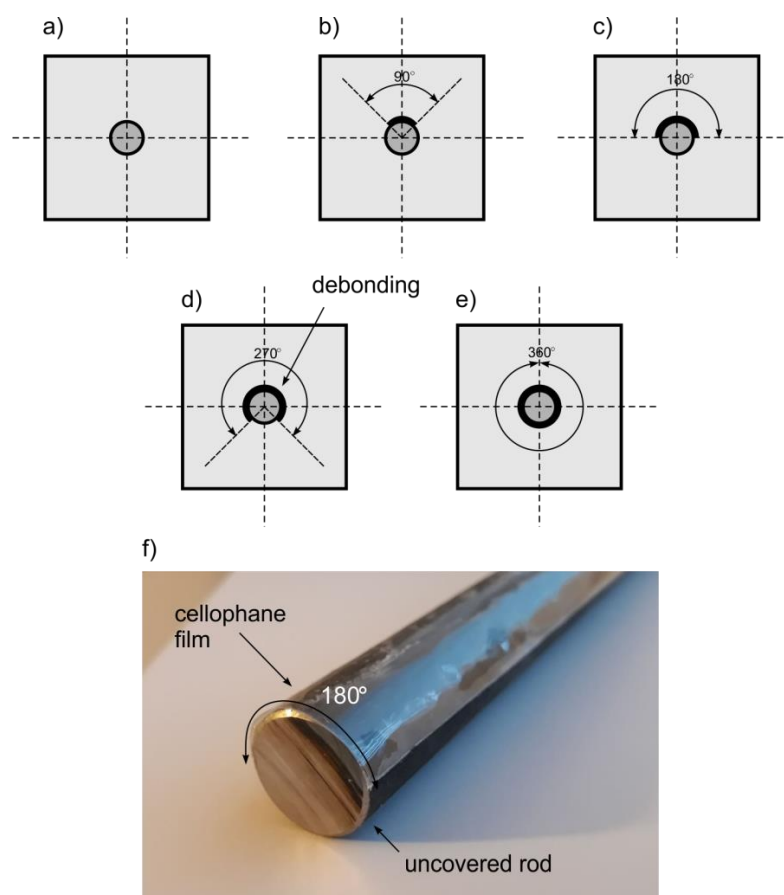 a)
b)
c)
90°
180°
d)
debonding
e)
270°
360°
f)
cellophane
film
180°
uncovered rod